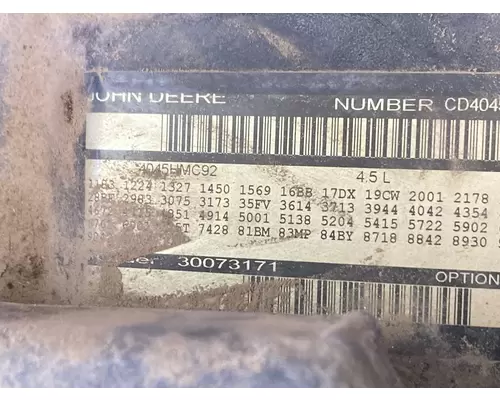 JOHN DEERE NUMBER CD4045
4045HMC92 4.5 L
1224 1327 1450 1569 16BB 17DX 19CW 2001 2178
2983 3075 3173 35FV 3614 3713 3944 4042 4354
4851 4914 5001 5138 5204 5415 5722 5902
7428 81BM 83MP 84BY 8718 8842 8930
30073171
OPTION